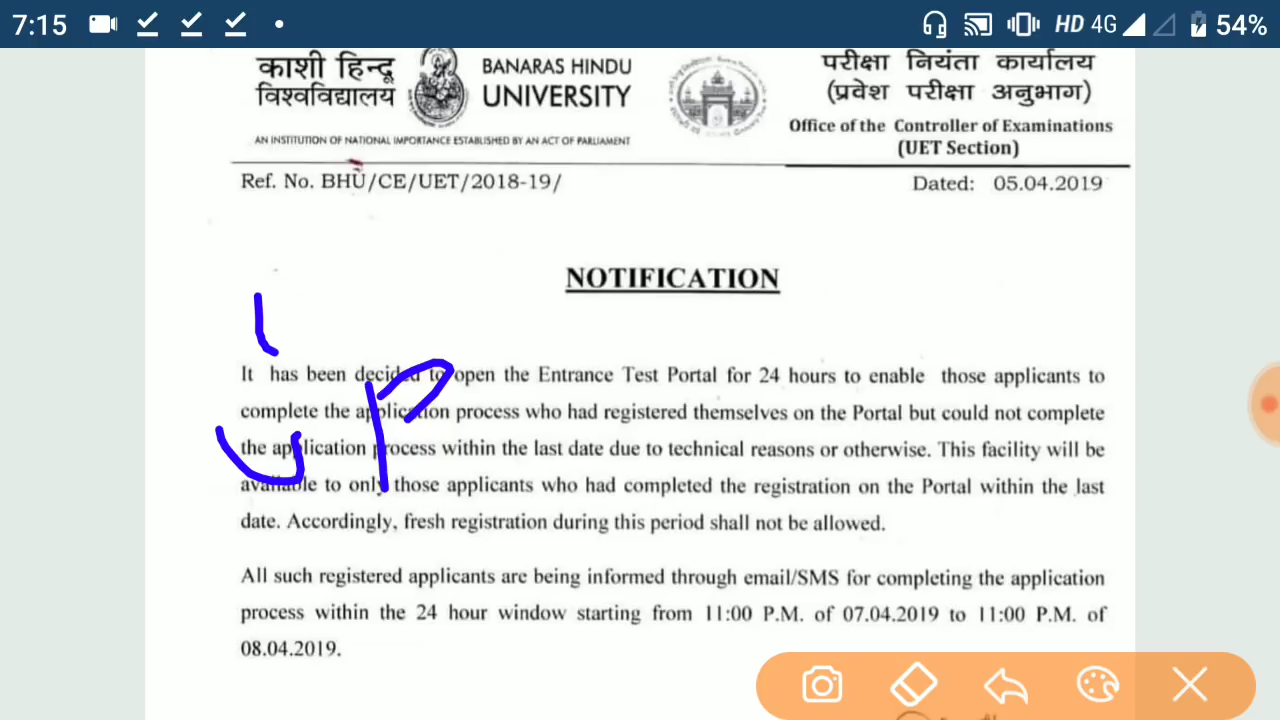 7:15 HD 4G 54%
काशी हिन्दू विश्वविद्यालय
BANARAS HINDU UNIVERSITY
AN INSTITUTION OF NATIONAL IMPORTANCE ESTABLISHED BY AN ACT OF PARLIAMENT
परीक्षा नियंता कार्यालय
(प्रवेश परीक्षा अनुभाग)
Office of the Controller of Examinations
(UET Section)
Ref. No. BHU/CE/UET/2018-19/ Dated: 05.04.2019
NOTIFICATION
It has been decided to open the Entrance Test Portal for 24 hours to enable those applicants to
complete the application process who had registered themselves on the Portal but could not complete
the application process within the last date due to technical reasons or otherwise. This facility will be
available to only those applicants who had completed the registration on the Portal within the last
date. Accordingly, fresh registration during this period shall not be allowed.
All such registered applicants are being informed through email/SMS for completing the application
process within the 24 hour window starting from 11:00 P.M. of 07.04.2019 to 11:00 P.M. of
08.04.2019.